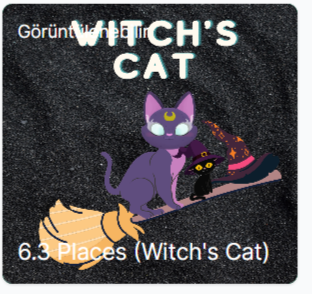 Görüntülenebilir
WITCH'S
CAT
6.3 Places (Witch's Cat)